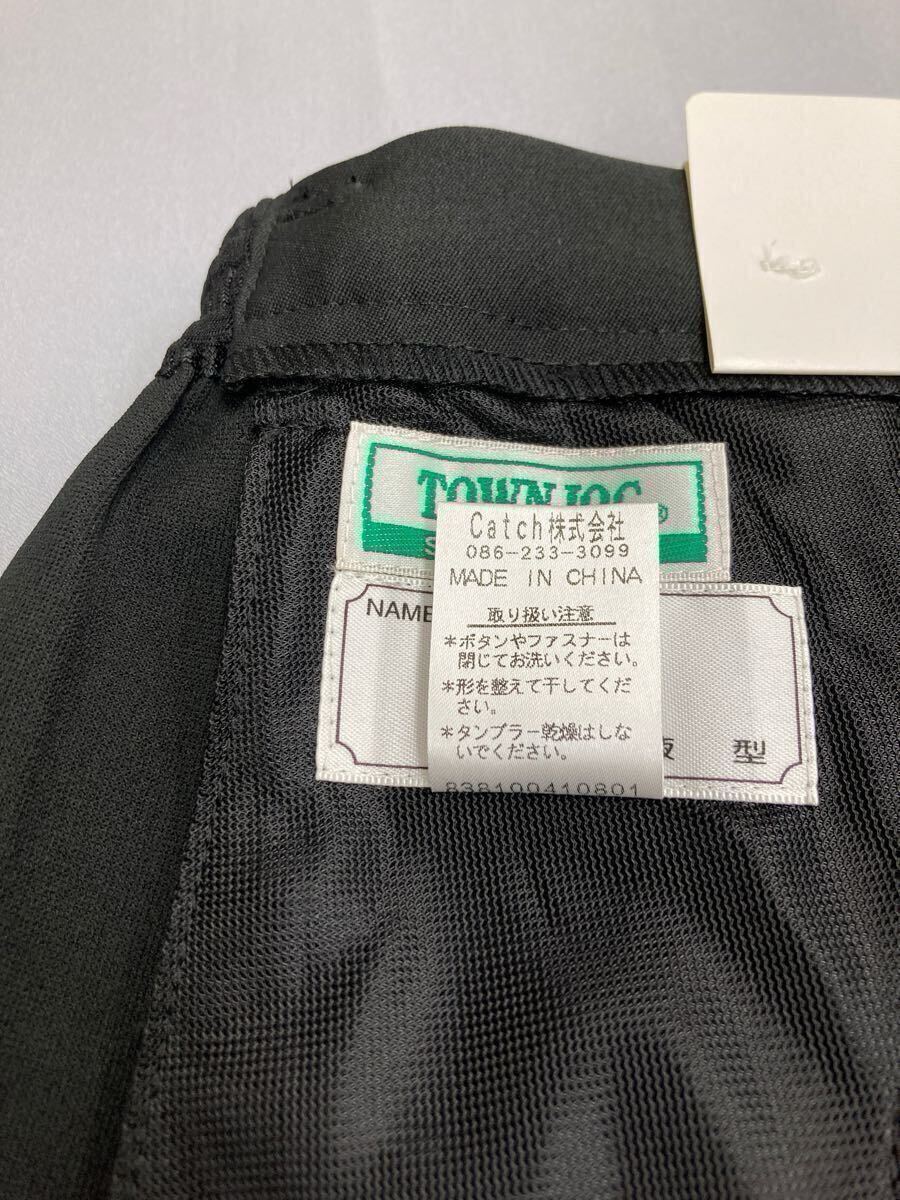 TOWN JOG ®
S
Catch株式会社
086-233-3099
MADE IN CHINA
取り扱い注意
*ボタンやファスナーは
閉じてお洗いください。
*形を整えて干してくだ
さい。
*タンブラー乾燥はしな
いでください。
838100410801
NAME
型